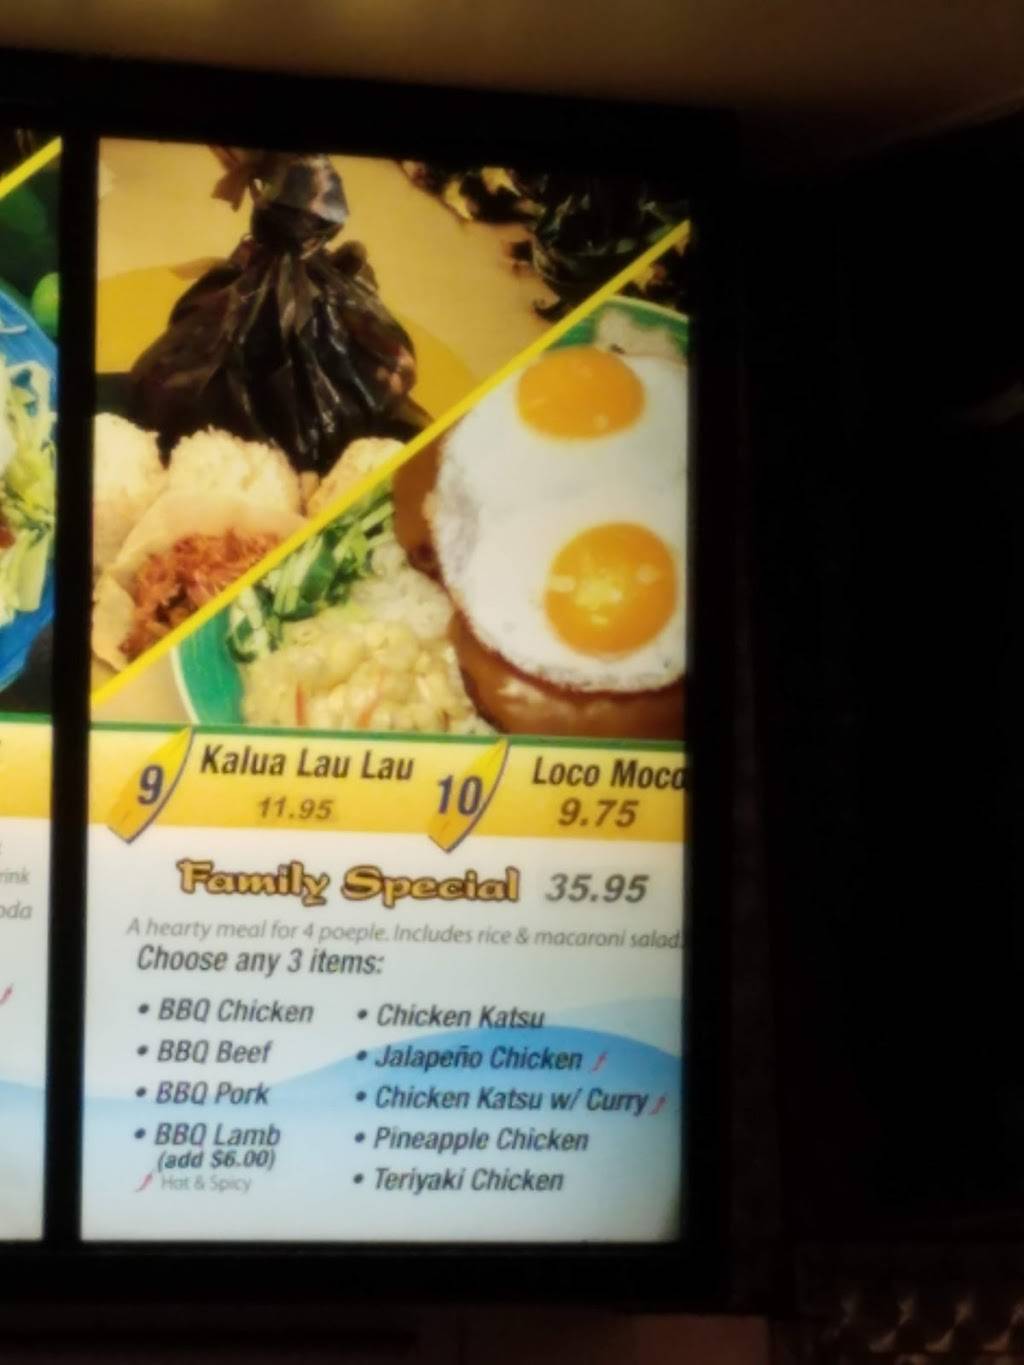 9 Kalua Lau Lau
11.95
10 Loco Moco
9.75
Family Special 35.95
A hearty meal for 4 poeple. Includes rice & macaroni salad.
Choose any 3 items:
• BBQ Chicken
• BBQ Beef
• BBQ Pork
• BBQ Lamb
(add $6.00)
Hot & Spicy
• Chicken Katsu
• Jalapeño Chicken
• Chicken Katsu w/ Curry
• Pineapple Chicken
• Teriyaki Chicken